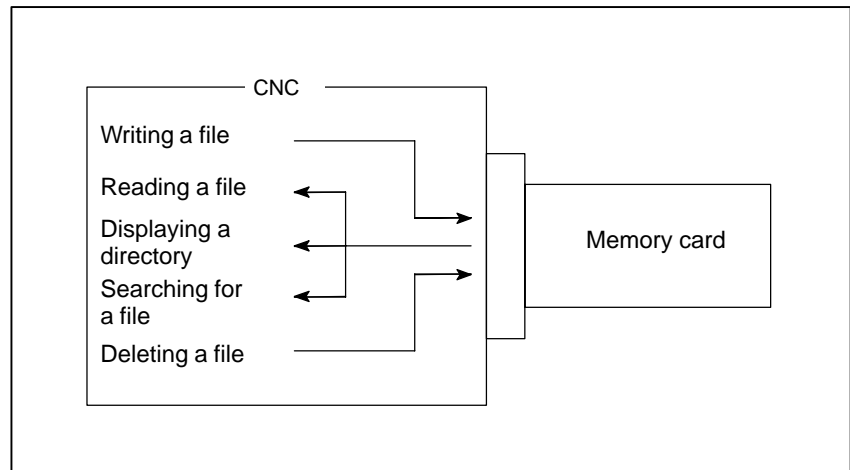 CNC
Writing a file
Reading a file
Displaying a
directory
Searching for
a file
Deleting a file
Memory card